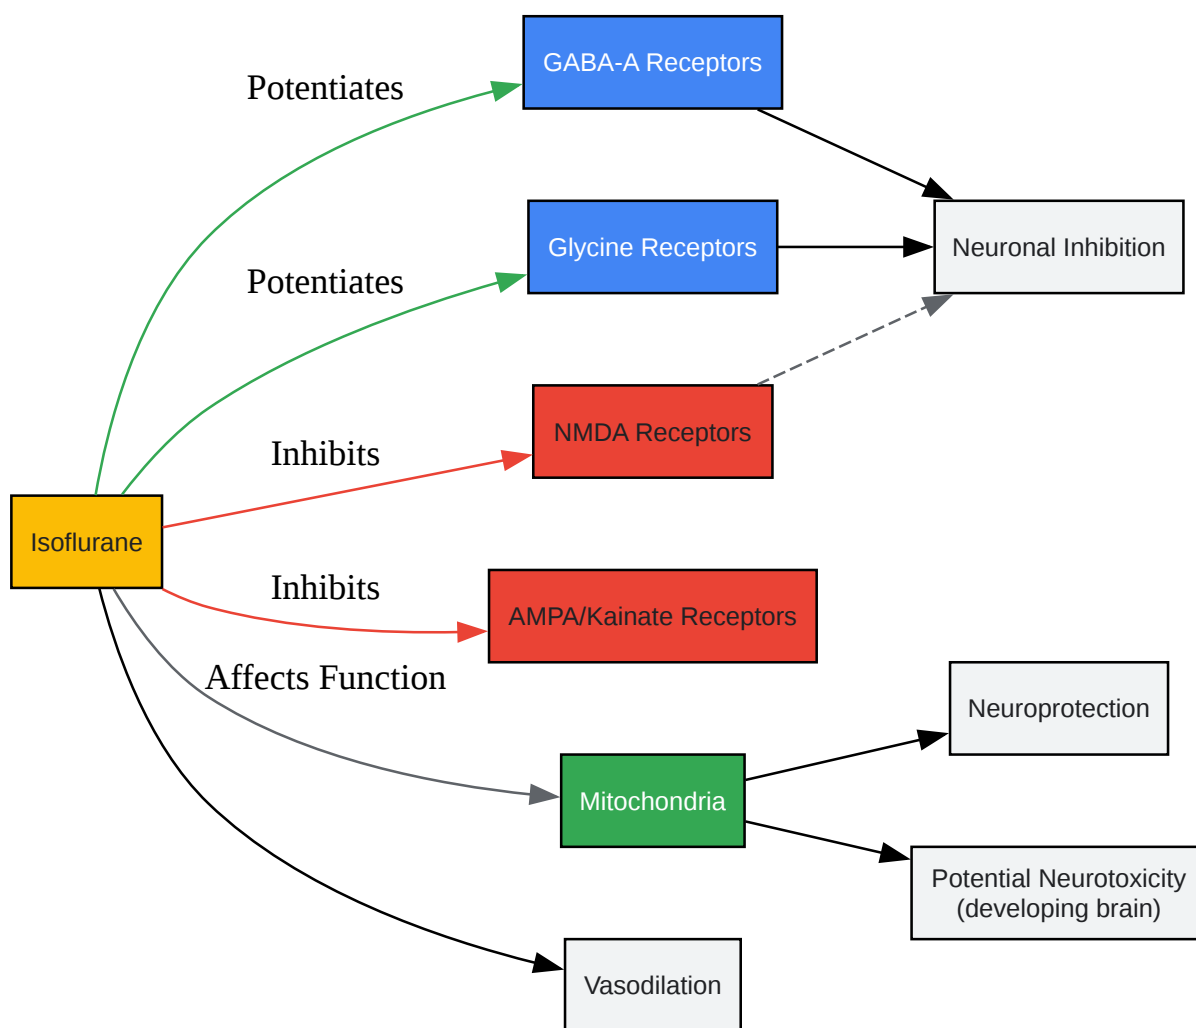 GABA-A Receptors
Potentiates
Glycine Receptors
Neuronal Inhibition
Potentiates
NMDA Receptors
Inhibits
Isoflurane
Inhibits
AMPA/Kainate Receptors
Affects Function
Neuroprotection
Mitochondria
Potential Neurotoxicity
(developing brain)
Vasodilation